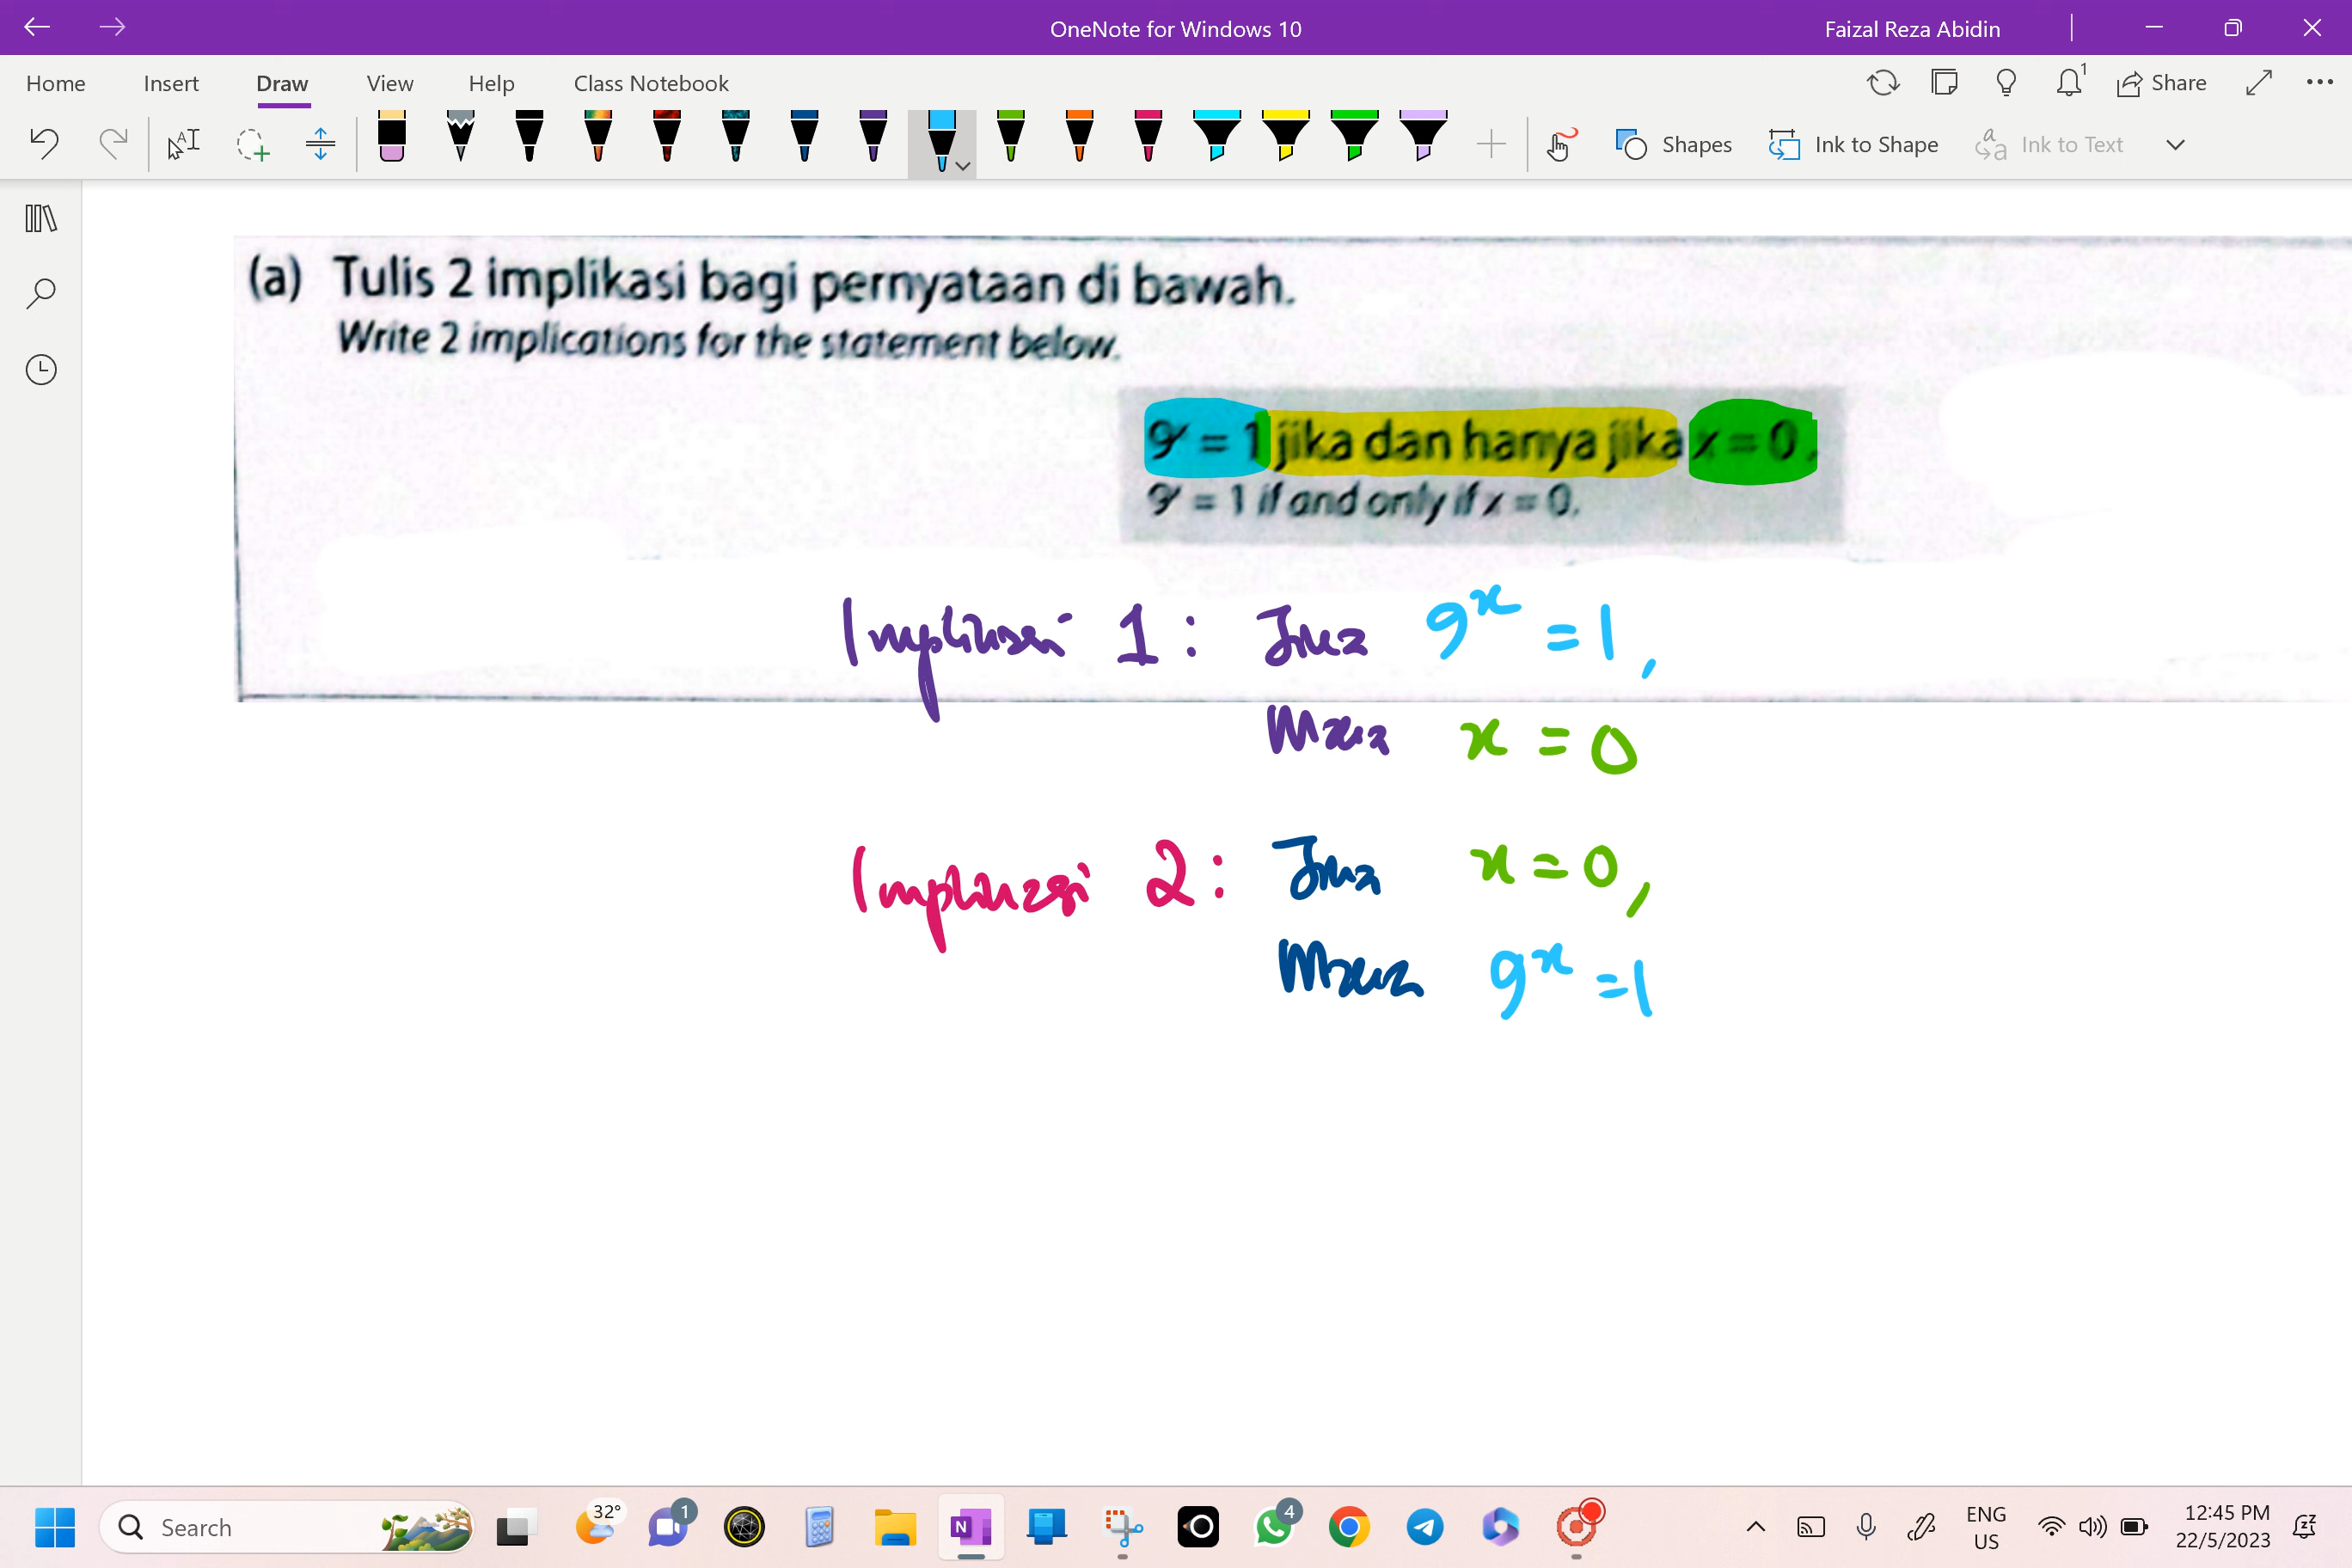 OneNote for Windows 10
Faizal Reza Abidin
Home Insert Draw View Help Class Notebook
1 Share
Shapes Ink to Shape Ink to Text
(a) Tulis 2 implikasi bagi pernyataan di bawah.
Write 2 implications for the statement below.
9ˣ = 1 jika dan hanya jika x = 0.
9ˣ = 1 if and only if x = 0.
Implikasi 1 : Jika 9ˣ = 1,
Maka x = 0
Implikasi 2 : Jika x = 0,
Maka 9ˣ = 1
Search 32° 1 N 4 ENG US 12:45 PM 22/5/2023